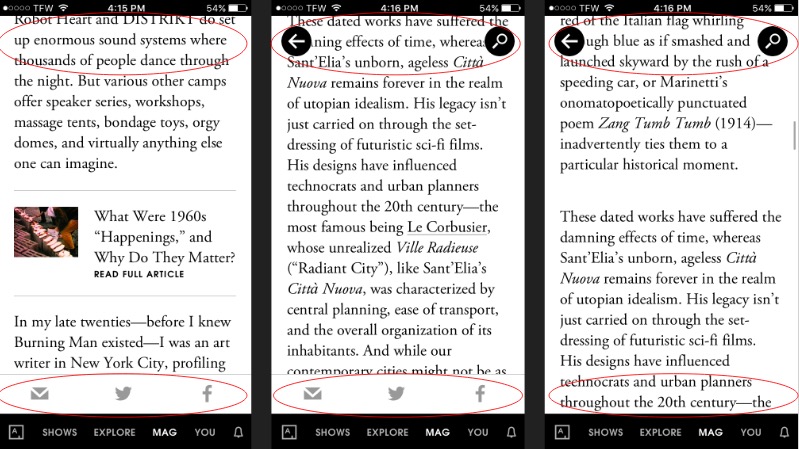 TFW 4:15 PM 54%
Robot Heart and DISTRIKT do set
up enormous sound systems where
thousands of people dance through
the night. But various other camps
offer speaker series, workshops,
massage tents, bondage toys, orgy
domes, and virtually anything else
one can imagine.
What Were 1960s
“Happenings,” and
Why Do They Matter?
READ FULL ARTICLE
In my late twenties—before I knew
Burning Man existed—I was an art
writer in New York City, profiling
A
SHOWS EXPLORE MAG YOU
TFW 4:16 PM 54%
These dated works have suffered the
effects of time, whereas
Sant’Elia’s unborn, ageless Città
Nuova remains forever in the realm
of utopian idealism. His legacy isn’t
just carried on through the set-
dressing of futuristic sci-fi films.
His designs have influenced
technocrats and urban planners
throughout the 20th century—the
most famous being Le Corbusier,
whose unrealized Ville Radieuse
(“Radiant City”), like Sant’Elia’s
Città Nuova, was characterized by
central planning, ease of transport,
and the overall organization of its
inhabitants. And while our
contemporary cities might not be as
A
SHOWS EXPLORE MAG YOU
TFW 4:16 PM 54%
red of the Italian flag whirling
blue as if smashed and
launched skyward by the rush of a
speeding car, or Marinetti’s
onomatopoetically punctuated
poem Zang Tumb Tumb (1914)—
inadvertently ties them to a
particular historical moment.
These dated works have suffered the
damning effects of time, whereas
Sant’Elia’s unborn, ageless Città
Nuova remains forever in the realm
of utopian idealism. His legacy isn’t
just carried on through the set-
dressing of futuristic sci-fi films.
His designs have influenced
technocrats and urban planners
throughout the 20th century—the
A
SHOWS EXPLORE MAG YOU